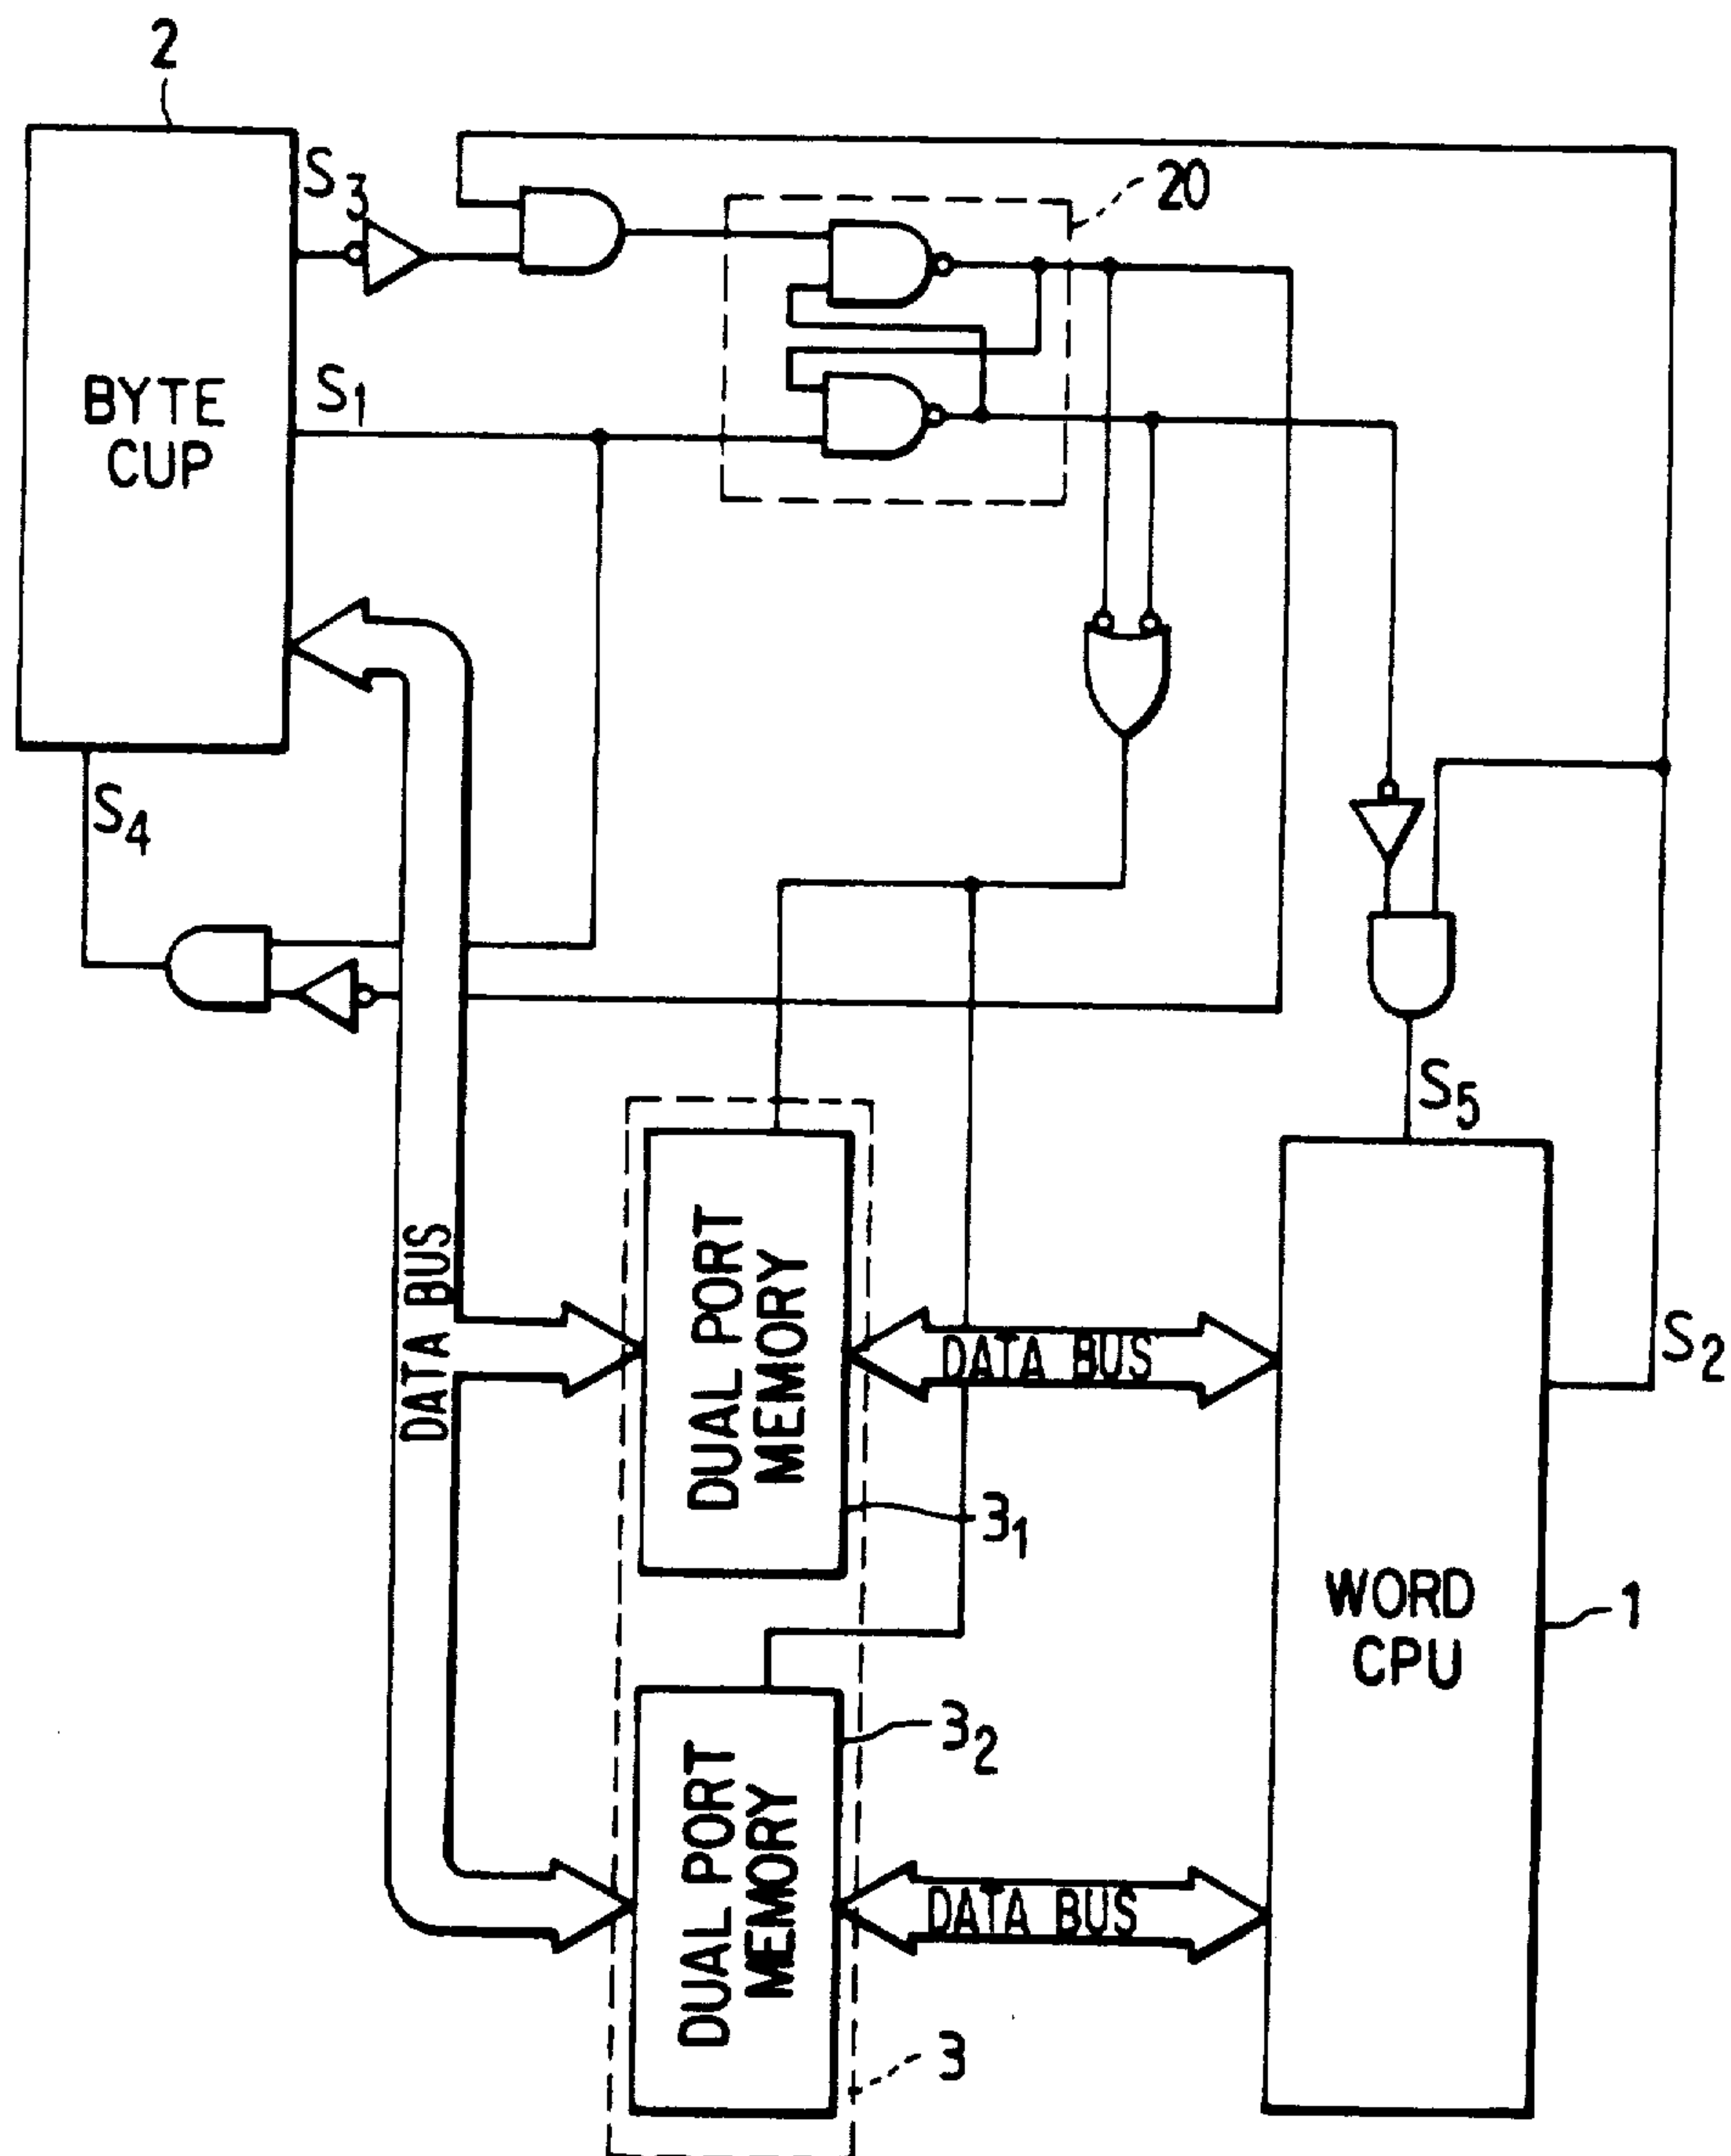 2
S3
20
BYTE
CUP
S1
S4
S5
DATA BUS
DUAL PORT
MEMORY
DATA BUS
S2
31
WORD
CPU
1
32
DUAL PORT
MEMORY
DATA BUS
3